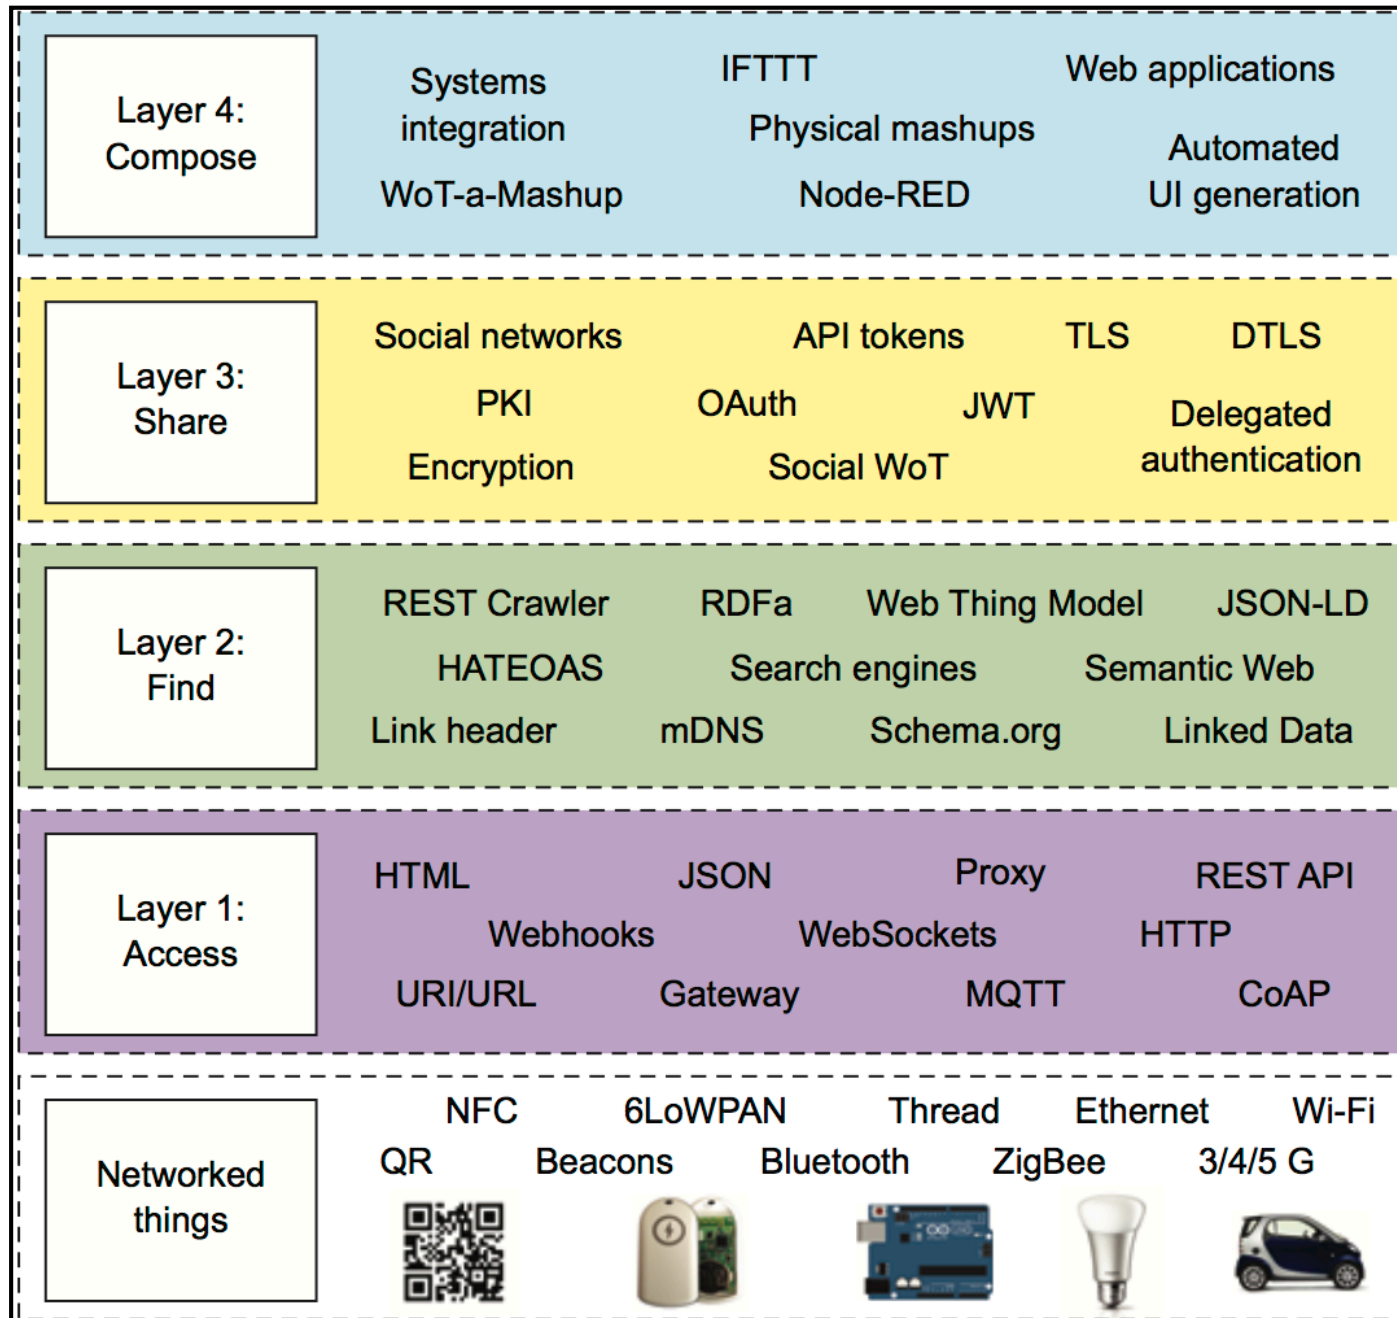 Layer 4:
Compose
Systems
integration
IFTTT
Web applications
Physical mashups
Automated
UI generation
WoT-a-Mashup
Node-RED
Layer 3:
Share
Social networks
API tokens
TLS
DTLS
PKI
OAuth
JWT
Delegated
authentication
Encryption
Social WoT
Layer 2:
Find
REST Crawler
RDFa
Web Thing Model
JSON-LD
HATEOAS
Search engines
Semantic Web
Link header
mDNS
Schema.org
Linked Data
Layer 1:
Access
HTML
JSON
Proxy
REST API
Webhooks
WebSockets
HTTP
URI/URL
Gateway
MQTT
CoAP
Networked
things
NFC
6LoWPAN
Thread
Ethernet
Wi-Fi
QR
Beacons
Bluetooth
ZigBee
3/4/5 G